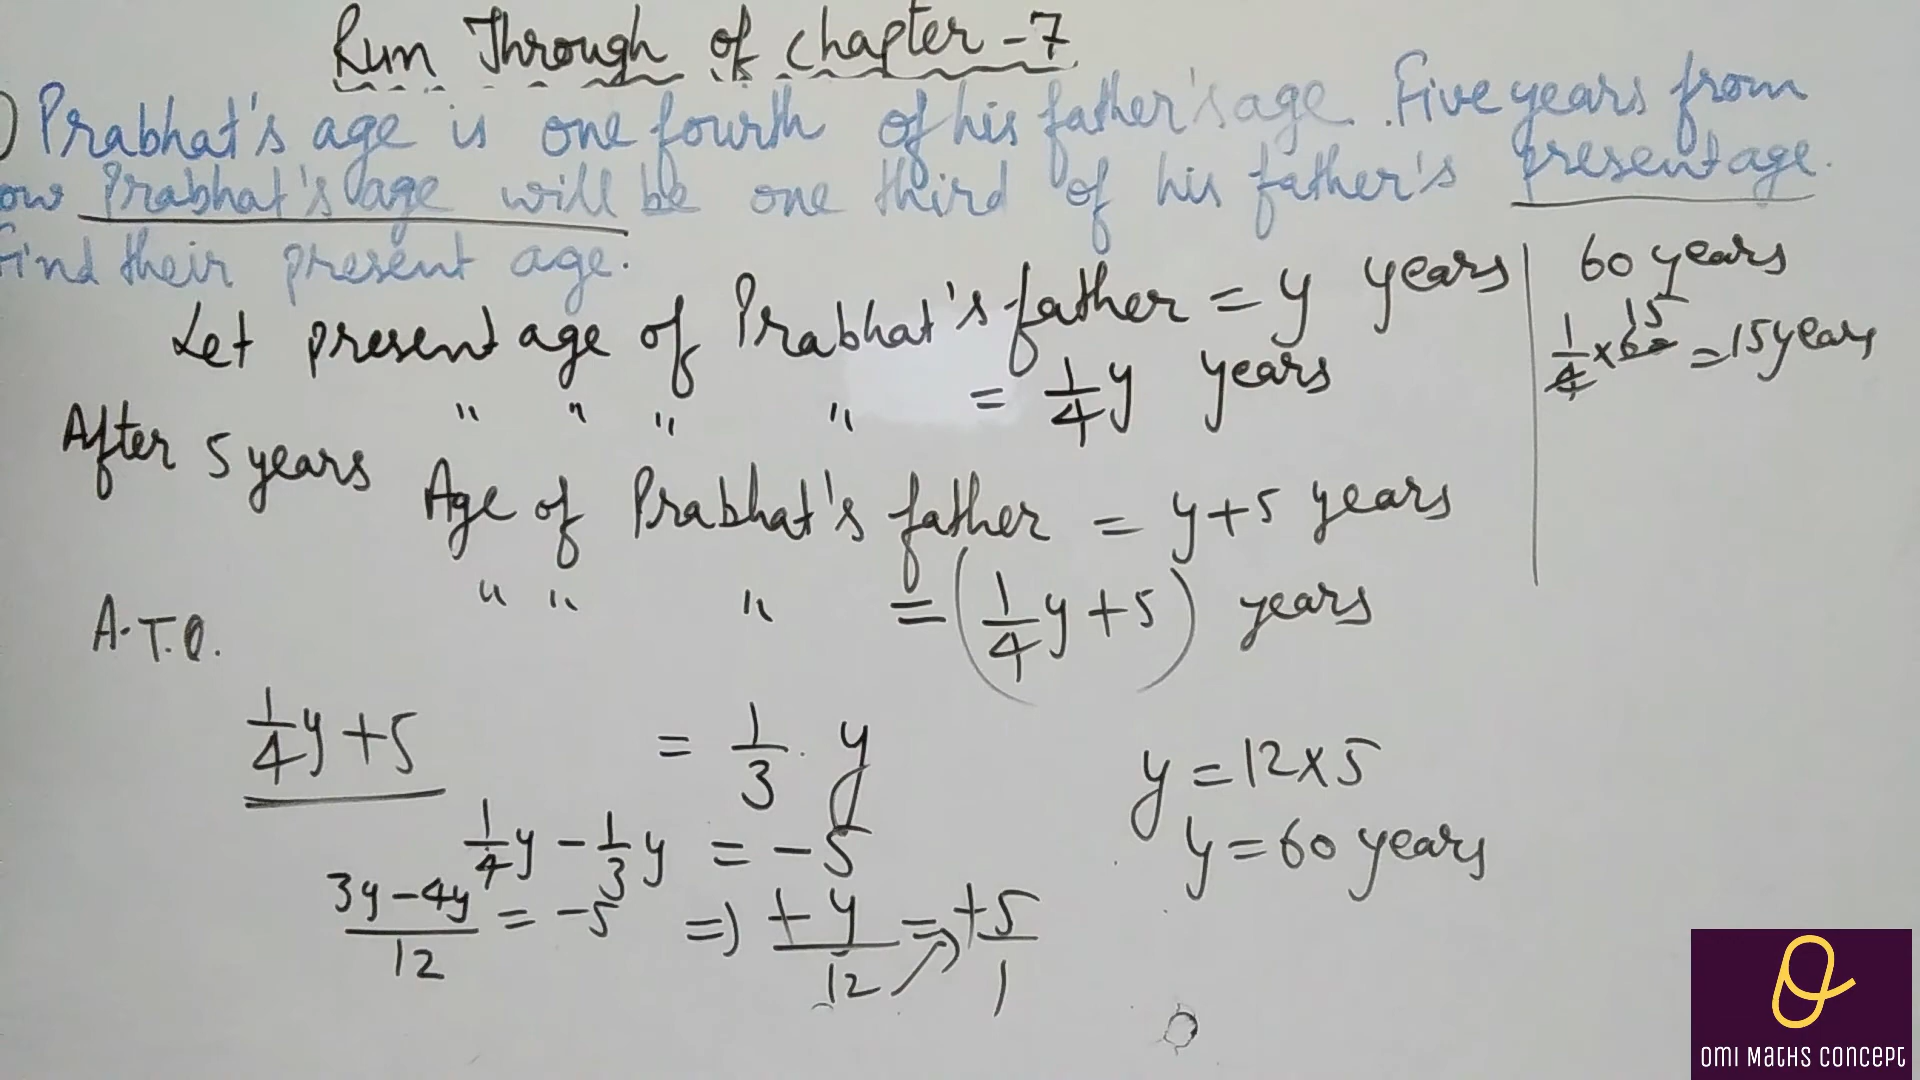 Run Through of Chapter-7
) Prabhat's age is one fourth of his father's age. Five years from
ow Prabhat's age will be one third of his father's present age.
Find their present age.
Let present age of Prabhat's father = y years
" " " " = 1/4 y years
After 5 years Age of Prabhat's father = y+5 years
" " " = (1/4 y + 5) years
A.T.Q.
1/4 y + 5 = 1/3 . y
1/4 y - 1/3 y = -5
3y-4y/12 = -5 => + y/12 = +5/1
y = 12x5
y = 60 years
60 years
1/4 x 60 15 = 15 years
OMI MATHS CONCEPT